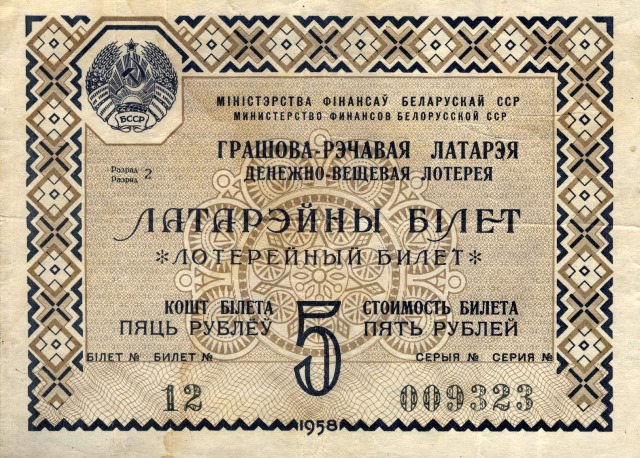 БССР
МІНІСТЭРСТВА ФІНАНСАЎ БЕЛАРУСКАЙ ССР
МИНИСТЕРСТВО ФИНАНСОВ БЕЛОРУССКОЙ ССР
ГРАШОВА-РЭЧАВАЯ ЛАТАРЭЯ
ДЕНЕЖНО-ВЕЩЕВАЯ ЛОТЕРЕЯ
Разрад 2
Разряд
ЛАТАРЭЙНЫ БІЛЕТ
*ЛОТЕРЕЙНЫЙ БИЛЕТ*
КОШТ БІЛЕТА
ПЯЦЬ РУБЛЁЎ
5
СТОИМОСТЬ БИЛЕТА
ПЯТЬ РУБЛЕЙ
БІЛЕТ № БИЛЕТ №
СЕРЫЯ № СЕРИЯ №
12
009323
1958